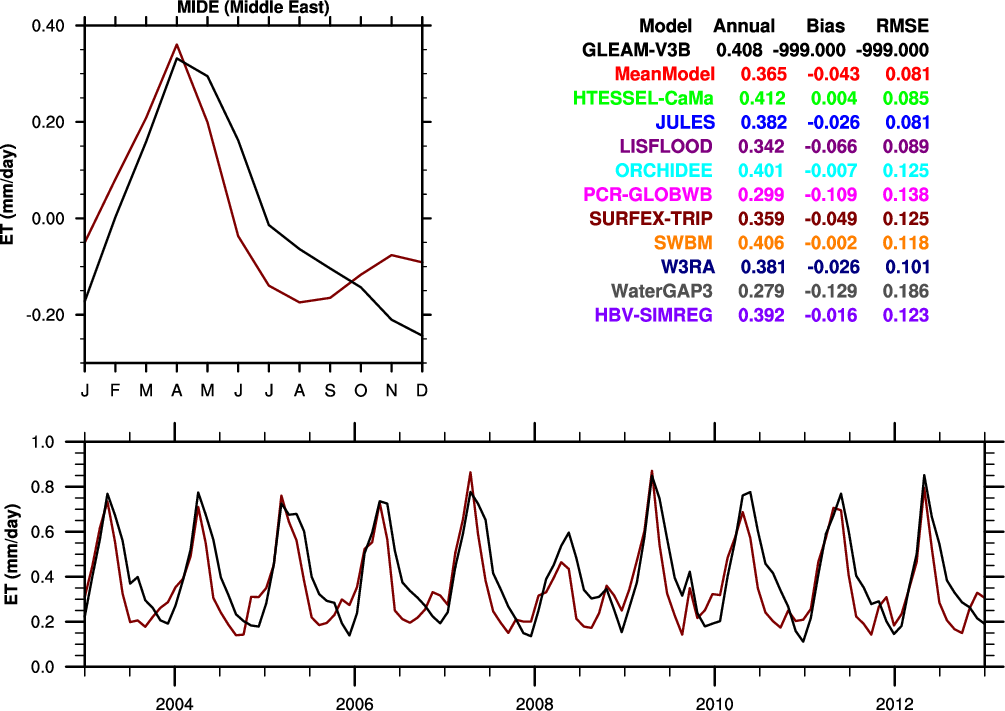 MIDE (Middle East)
0.40
0.20
0.00
-0.20
ET (mm/day)
J F M A M J J A S O N D
Model Annual Bias RMSE
GLEAM-V3B 0.408 -999.000 -999.000
MeanModel 0.365 -0.043 0.081
HTESSEL-CaMa 0.412 0.004 0.085
JULES 0.382 -0.026 0.081
LISFLOOD 0.342 -0.066 0.089
ORCHIDEE 0.401 -0.007 0.125
PCR-GLOBWB 0.299 -0.109 0.138
SURFEX-TRIP 0.359 -0.049 0.125
SWBM 0.406 -0.002 0.118
W3RA 0.381 -0.026 0.101
WaterGAP3 0.279 -0.129 0.186
HBV-SIMREG 0.392 -0.016 0.123
1.0
0.8
0.6
0.4
0.2
0.0
ET (mm/day)
2004 2006 2008 2010 2012